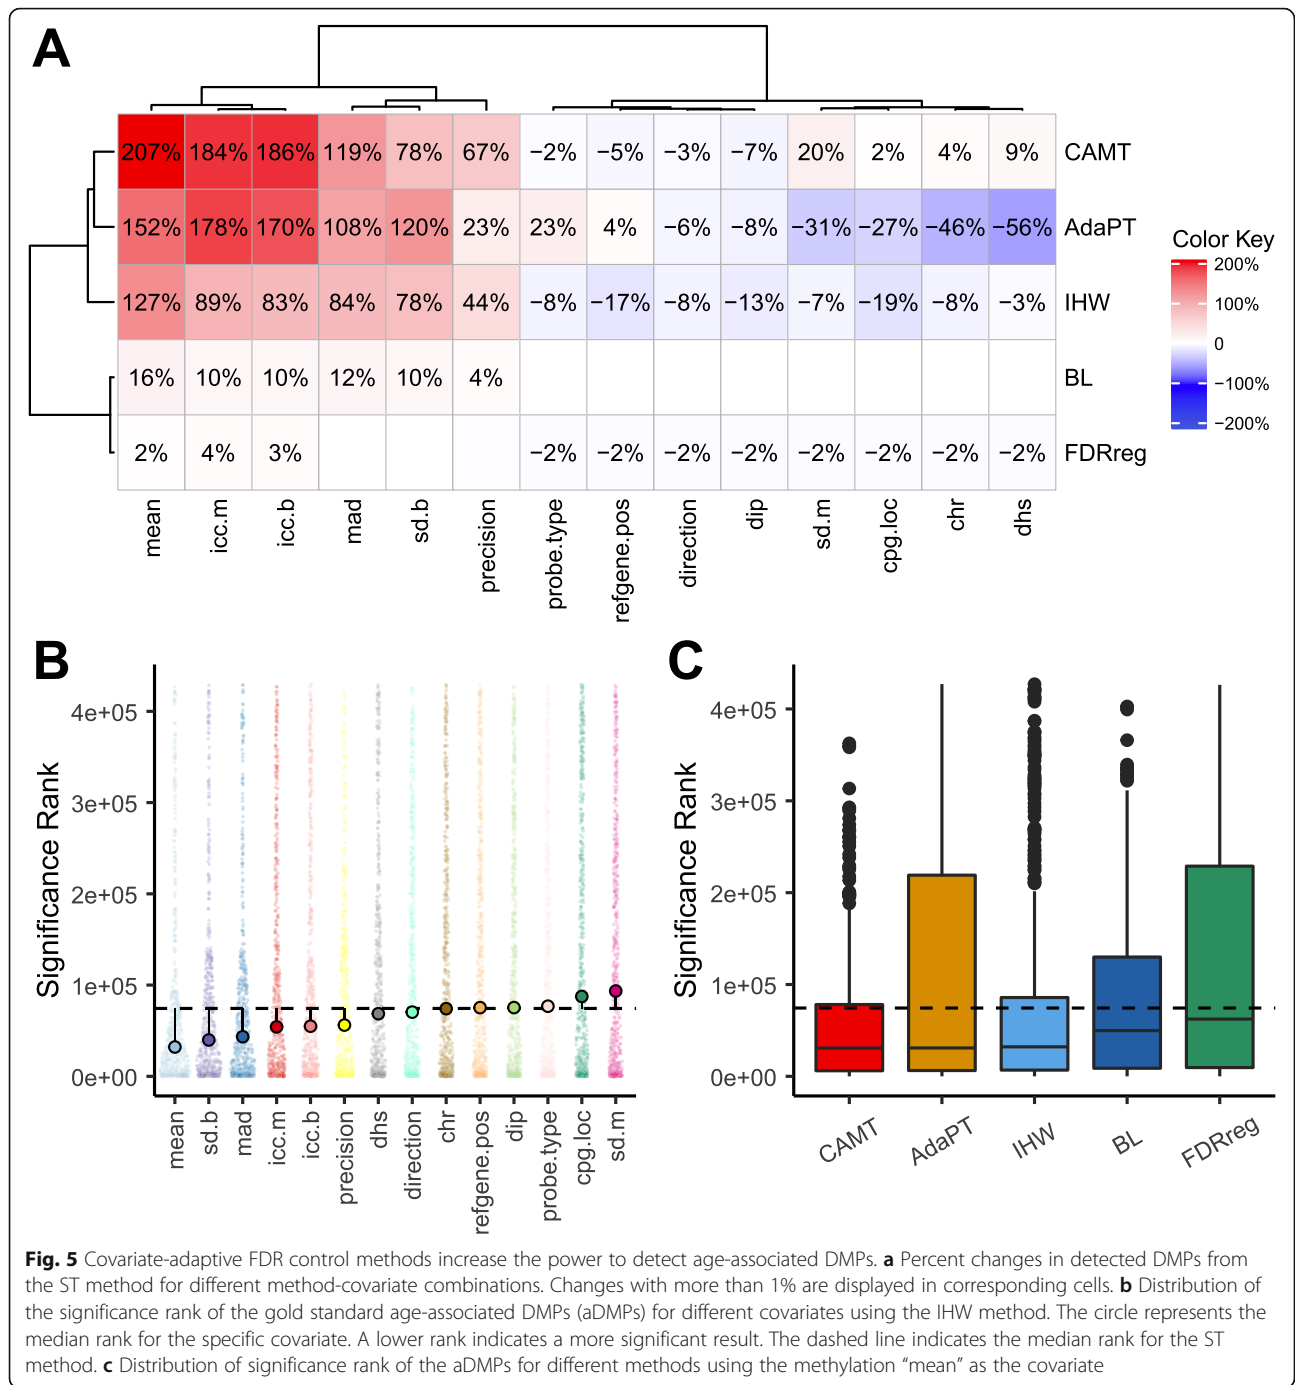 A
207% 184% 186% 119% 78% 67% −2% −5% −3% −7% 20% 2% 4% 9% CAMT
152% 178% 170% 108% 120% 23% 23% 4% −6% −8% −31% −27% −46% −56% AdaPT
127% 89% 83% 84% 78% 44% −8% −17% −8% −13% −7% −19% −8% −3% IHW
16% 10% 10% 12% 10% 4% BL
2% 4% 3% −2% −2% −2% −2% −2% −2% −2% −2% FDRreg
mean icc.m icc.b mad sd.b precision probe.type refgene.pos direction dip sd.m cpg.loc chr dhs
Color Key
200%
100%
0
−100%
−200%
B
Significance Rank
4e+05
3e+05
2e+05
1e+05
0e+00
mean sd.b mad icc.m icc.b precision dhs direction chr refgene.pos dip probe.type cpg.loc sd.m
C
Significance Rank
4e+05
3e+05
2e+05
1e+05
0e+00
CAMT AdaPT IHW BL FDRreg
Fig. 5 Covariate-adaptive FDR control methods increase the power to detect age-associated DMPs. a Percent changes in detected DMPs from
the ST method for different method-covariate combinations. Changes with more than 1% are displayed in corresponding cells. b Distribution of
the significance rank of the gold standard age-associated DMPs (aDMPs) for different covariates using the IHW method. The circle represents the
median rank for the specific covariate. A lower rank indicates a more significant result. The dashed line indicates the median rank for the ST
method. c Distribution of significance rank of the aDMPs for different methods using the methylation “mean” as the covariate